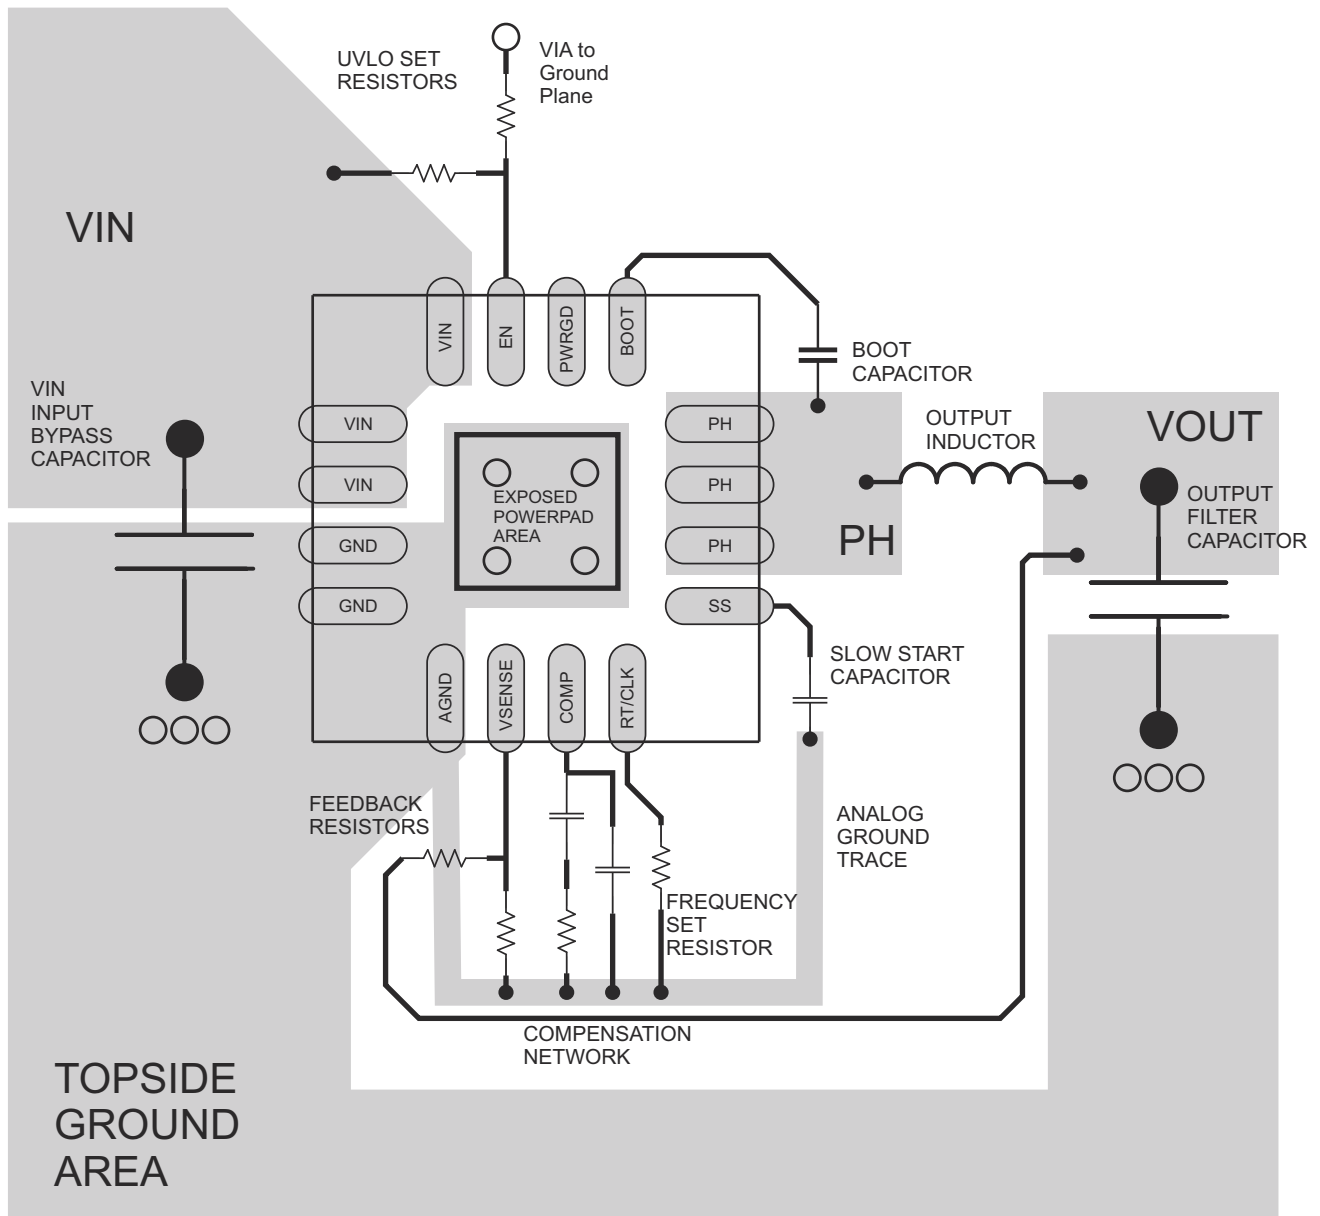 UVLO SET
RESISTORS
VIA to
Ground
Plane
VIN
VIN
EN
PWRGD
BOOT
BOOT
CAPACITOR
VIN
INPUT
BYPASS
CAPACITOR
VIN
VIN
GND
GND
EXPOSED
POWERPAD
AREA
PH
PH
PH
SS
PH
OUTPUT
INDUCTOR
VOUT
OUTPUT
FILTER
CAPACITOR
AGND
VSENSE
COMP
RT/CLK
SLOW START
CAPACITOR
FEEDBACK
RESISTORS
ANALOG
GROUND
TRACE
FREQUENCY
SET
RESISTOR
COMPENSATION
NETWORK
TOPSIDE
GROUND
AREA